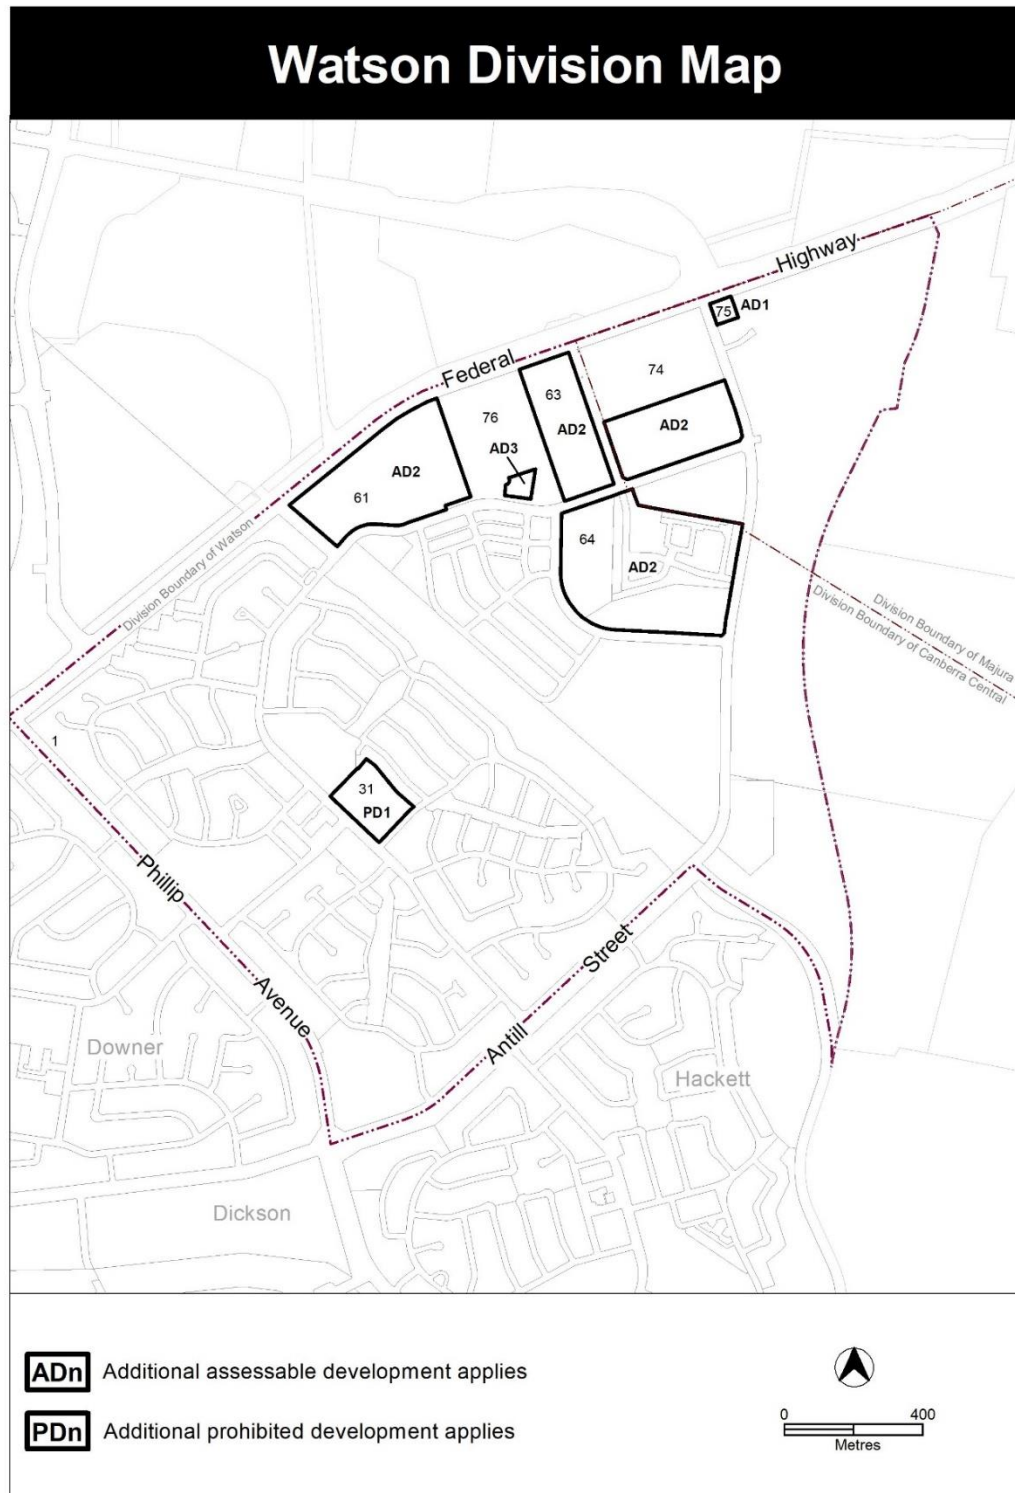 Watson Division Map
Highway
75
AD1
Federal
74
63
AD2
AD2
76
AD3
AD2
61
64
AD2
Division Boundary of Watson
Division Boundary of Majura
Division Boundary of Canberra Central
1
31
PD1
Phillip
Avenue
Street
Antill
Downer
Hackett
Dickson
ADn Additional assessable development applies
PDn Additional prohibited development applies
0 400
Metres